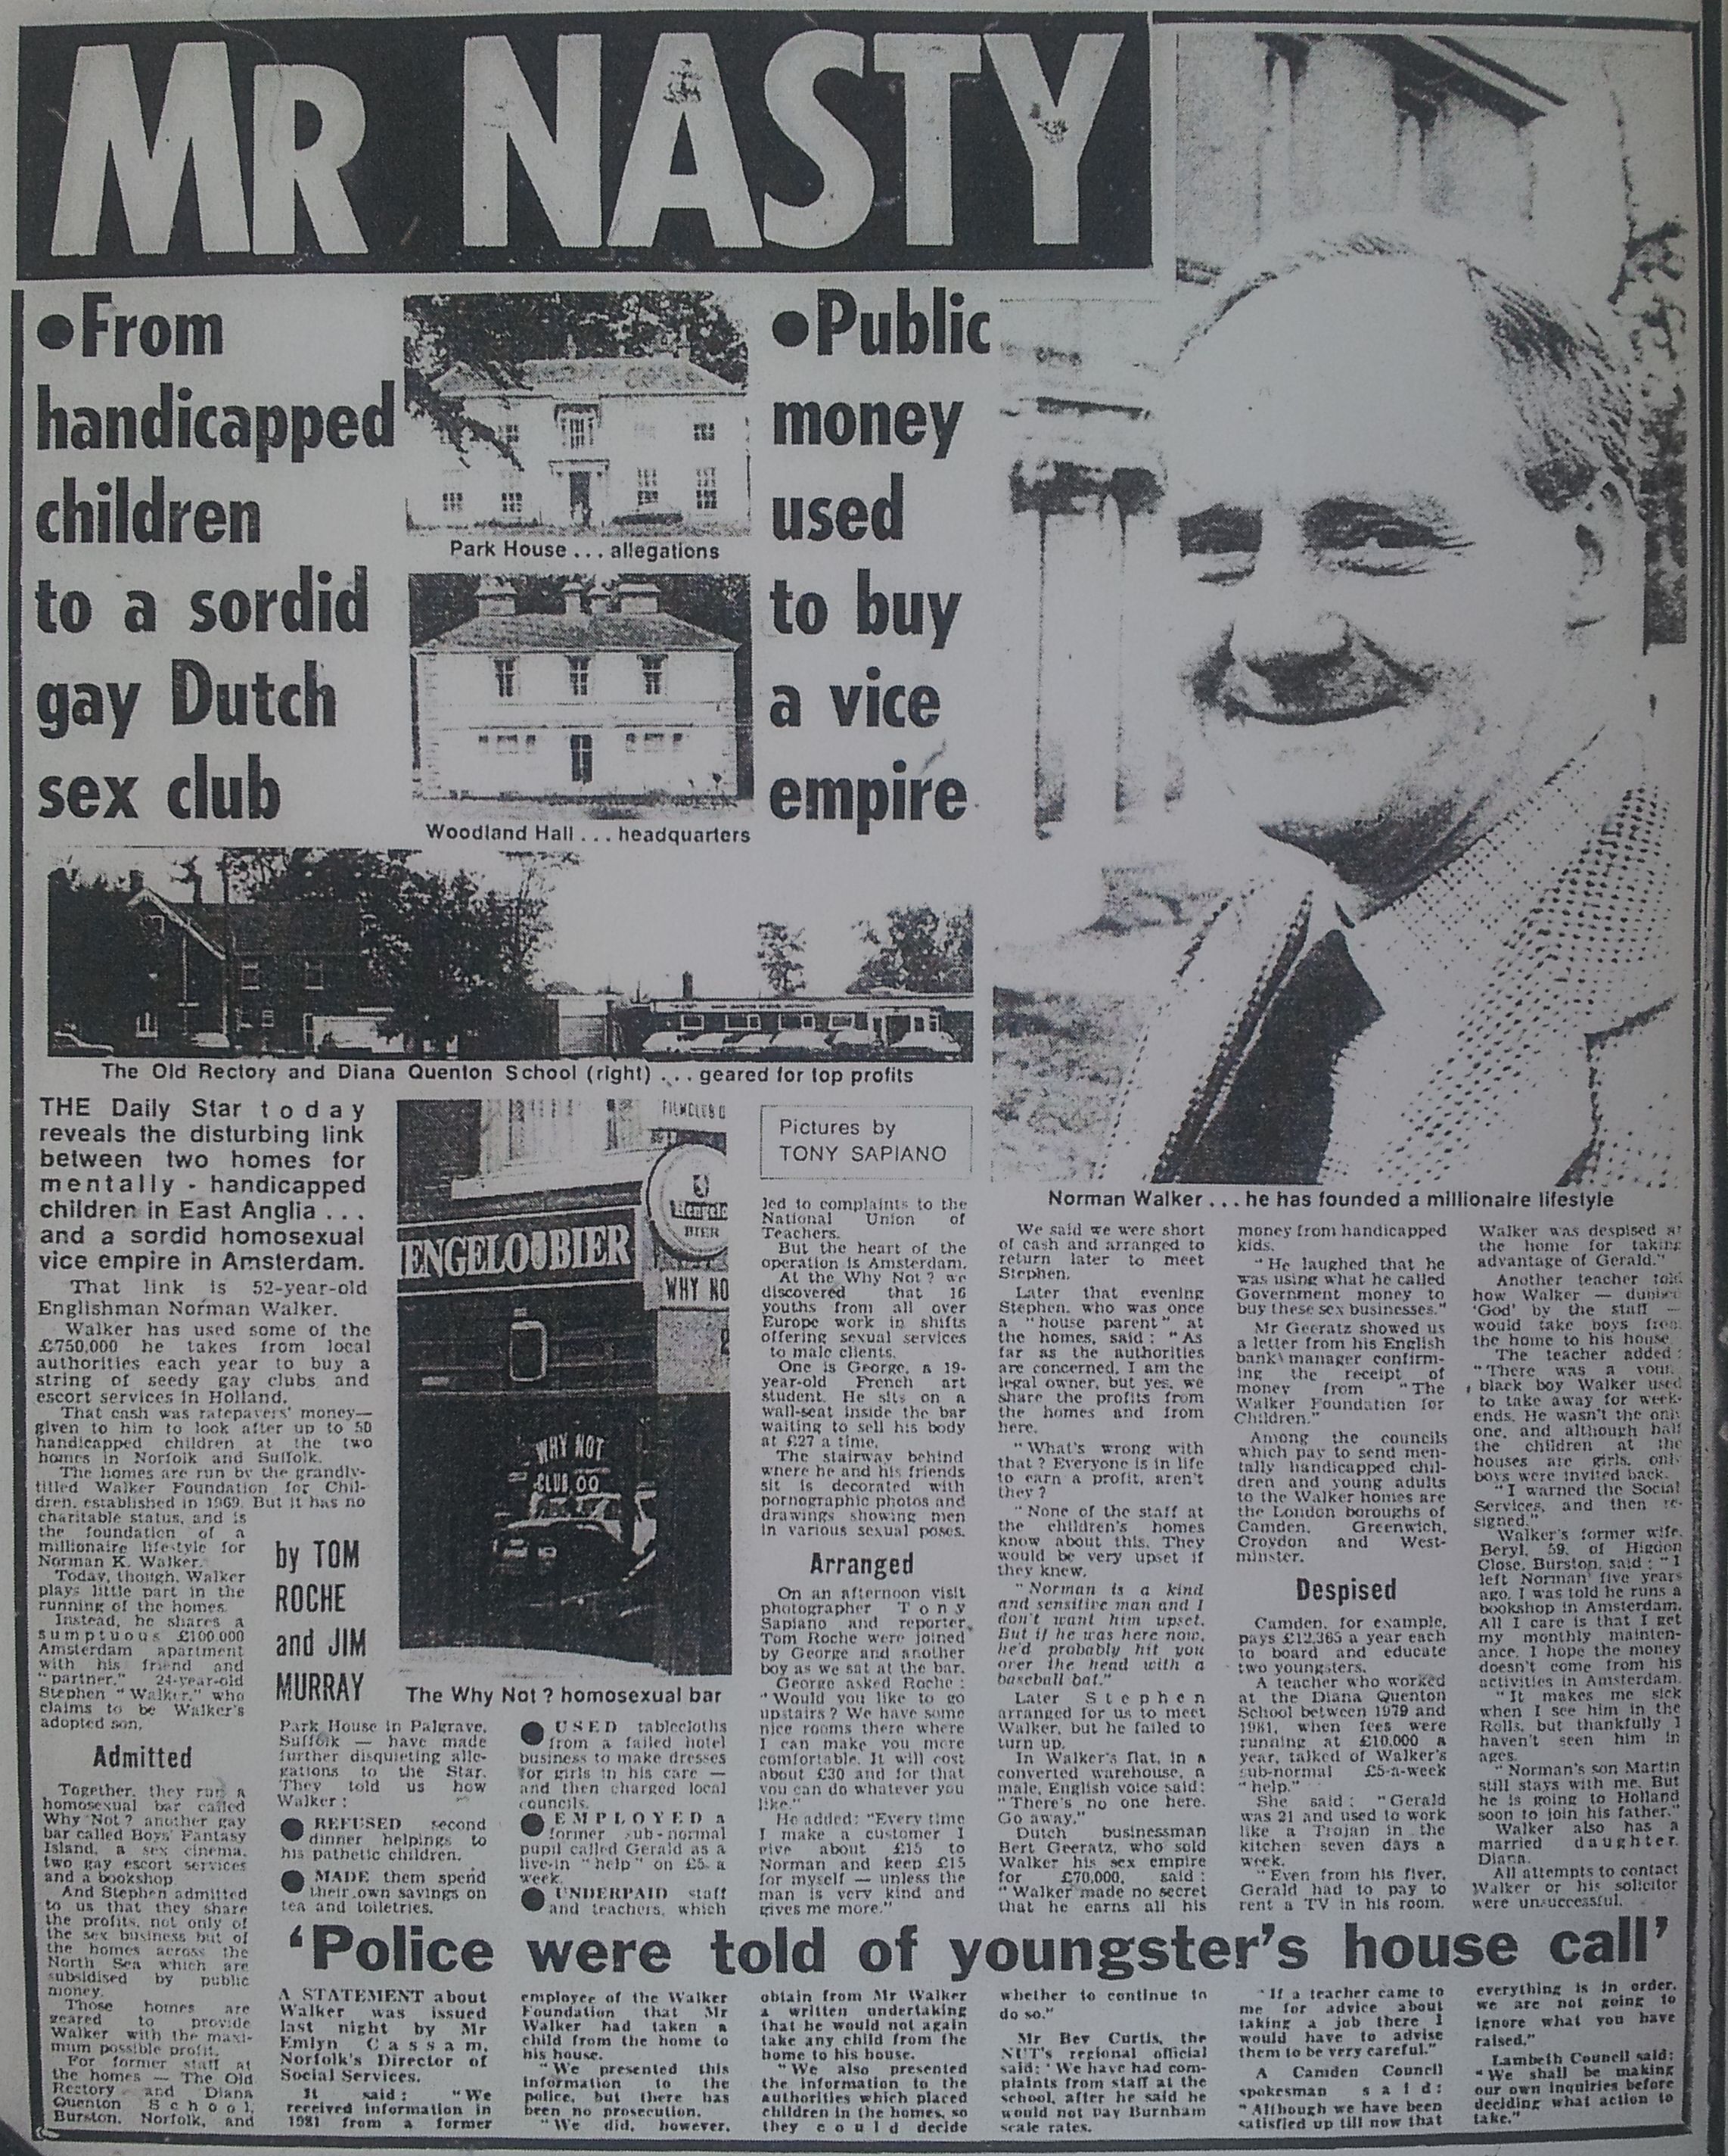 MR NASTY
●From
handicapped
children
to a sordid
gay Dutch
sex club
Park House ... allegations
Woodland Hall ... headquarters
●Public
money
used
to buy
a vice
empire
The Old Rectory and Diana Quenton School (right) ... geared for top profits
Norman Walker ... he has founded a millionaire lifestyle
THE Daily Star today
reveals the disturbing link
between two homes for
mentally - handicapped
children in East Anglia ...
and a sordid homosexual
vice empire in Amsterdam.
That link is 52-year-old
Englishman Norman Walker.
Walker has used some of the
£750,000 he takes from local
authorities each year to buy a
string of seedy gay clubs and
escort services in Holland.
That cash was ratepayers' money—
given to him to look after up to 50
handicapped children at the two
homes in Norfolk and Suffolk.
The homes are run by the grandly-
titled Walker Foundation for Chil-
dren, established in 1969. But it has no
charitable status, and is
the foundation of a
millionaire lifestyle for
Norman K. Walker.
Today, though, Walker
plays little part in the
running of the homes.
Instead, he shares a
sumptuous £100,000
Amsterdam apartment
with his friend and
"partner," 24-year-old
Stephen "Walker," who
claims to be Walker's
adopted son.
Admitted
Together, they run a
homosexual bar called
Why Not? another gay
bar called Boys' Fantasy
Island, a sex cinema,
two gay escort services
and a bookshop
And Stephen admitted
to us that they share
the profits, not only of
the sex business but of
the homes across the
North Sea which are
subsidised by public
money.
Those homes are
geared to provide
Walker with the maxi-
mum possible profit.
For former staff at
the homes — The Old
Rectory and Diana
Quenton School,
Burston, Norfolk, and
by TOM
ROCHE
and JIM
MURRAY
FILMCLUB
ENGELOUBIER
BIER
WHY NO
WHY NOT
CLUB
The Why Not ? homosexual bar
Park House in Palgrave,
Suffolk — have made
further disquieting alle-
gations to the Star.
They told us how
Walker :
● REFUSED second
dinner helpings to
his pathetic children.
● MADE them spend
their own savings on
tea and toiletries.
● USED tablecloths
from a failed hotel
business to make dresses
for girls in his care —
and then charged local
councils.
● EMPLOYED a
former sub-normal
pupil called Gerald as a
live-in "help" on £5 a
week.
● UNDERPAID staff
and teachers, which
Pictures by
TONY SAPIANO
led to complaints to the
National Union of
Teachers.
But the heart of the
operation is Amsterdam.
At the Why Not ? we
discovered that 16
youths from all over
Europe work in shifts
offering sexual services
to male clients.
One is George, a 19-
year-old French art
student. He sits on a
wall-seat inside the bar
waiting to sell his body
at £27 a time.
The stairway behind
where he and his friends
sit is decorated with
pornographic photos and
drawings showing men
in various sexual poses.
Arranged
On an afternoon visit
photographer Tony
Sapiano and reporter
Tom Roche were joined
by George and another
boy as we sat at the bar.
George asked Roche :
"Would you like to go
upstairs ? We have some
nice rooms there where
I can make you more
comfortable. It will cost
about £30 and for that
you can do whatever you
like."
He added: "Every time
I make a customer I
give about £15 to
Norman and keep £15
for myself — unless the
man is very kind and
gives me more."
We said we were short
of cash and arranged to
return later to meet
Stephen.
Later that evening
Stephen, who was once
a "house parent" at
the homes, said : "As
far as the authorities
are concerned, I am the
legal owner, but yes, we
share the profits from
the homes and from
here.
"What's wrong with
that ? Everyone is in life
to earn a profit, aren't
they ?
"None of the staff at
the children's homes
know about this. They
would be very upset if
they knew.
"Norman is a kind
and sensitive man and I
don't want him upset.
But if he was here now,
he'd probably hit you
over the head with a
baseball bat."
Later Stephen
arranged for us to meet
Walker, but he failed to
turn up.
In Walker's flat, in a
converted warehouse, a
male, English voice said:
"There's no one here.
Go away."
Dutch businessman
Bert Geeratz, who sold
Walker his sex empire
for £70,000, said :
"Walker made no secret
that he earns all his
money from handicapped
kids.
"He laughed that he
was using what he called
Government money to
buy these sex businesses."
Mr Geeratz showed us
a letter from his English
bank manager confirm-
ing the receipt of
money from "The
Walker Foundation for
Children."
Among the councils
which pay to send men-
tally handicapped chil-
dren and young adults
to the Walker homes are
the London boroughs of
Camden, Greenwich,
Croydon and West-
minster.
Despised
Camden, for example,
pays £12,365 a year each
to board and educate
two youngsters.
A teacher who worked
at the Diana Quenton
School between 1979 and
1981, when fees were
running at £10,000 a
year, talked of Walker's
sub-normal £5-a-week
"help."
She said : "Gerald
was 21 and used to work
like a Trojan in the
kitchen seven days a
week.
"Even from his fiver,
Gerald had to pay to
rent a TV in his room.
Walker was despised at
the home for taking
advantage of Gerald."
Another teacher told
how Walker — dubbed
'God' by the staff —
would take boys from
the home to his house.
The teacher added :
"There was a young
black boy Walker used
to take away for week-
ends. He wasn't the only
one, and although half
the children at the
houses are girls, only
boys were invited back.
"I warned the Social
Services, and then re-
signed."
Walker's former wife,
Beryl, 59, of Higdon
Close, Burston, said : "I
left Norman five years
ago. I was told he runs a
bookshop in Amsterdam.
All I care is that I get
my monthly mainten-
ance. I hope the money
doesn't come from his
activities in Amsterdam.
"It makes me sick
when I see him in the
Rolls, but thankfully I
haven't seen him in
ages.
"Norman's son Martin
still stays with me. But
he is going to Holland
soon to join his father."
Walker also has a
married daughter,
Diana.
All attempts to contact
Walker or his solicitor
were unsuccessful.
'Police were told of youngster's house call'
A STATEMENT about
Walker was issued
last night by Mr
Emlyn Cassam,
Norfolk's Director of
Social Services.
It said : "We
received information in
1981 from a former
employee of the Walker
Foundation that Mr
Walker had taken a
child from the home to
his house.
"We presented this
information to the
police, but there has
been no prosecution.
"We did, however,
obtain from Mr Walker
a written undertaking
that he would not again
take any child from the
home to his house.
"We also presented
the information to the
authorities which placed
children in the homes, so
they could decide
whether to continue to
do so."
Mr Bev Curtis, the
NUT's regional official
said: 'We have had com-
plaints from staff at the
school, after he said he
would not pay Burnham
scale rates.
"If a teacher came to
me for advice about
taking a job there I
would have to advise
them to be very careful."
A Camden Council
spokesman said:
"Although we have been
satisfied up till now that
everything is in order,
we are not going to
ignore what you have
raised."
Lambeth Council said:
"We shall be making
our own inquiries before
deciding what action to
take."